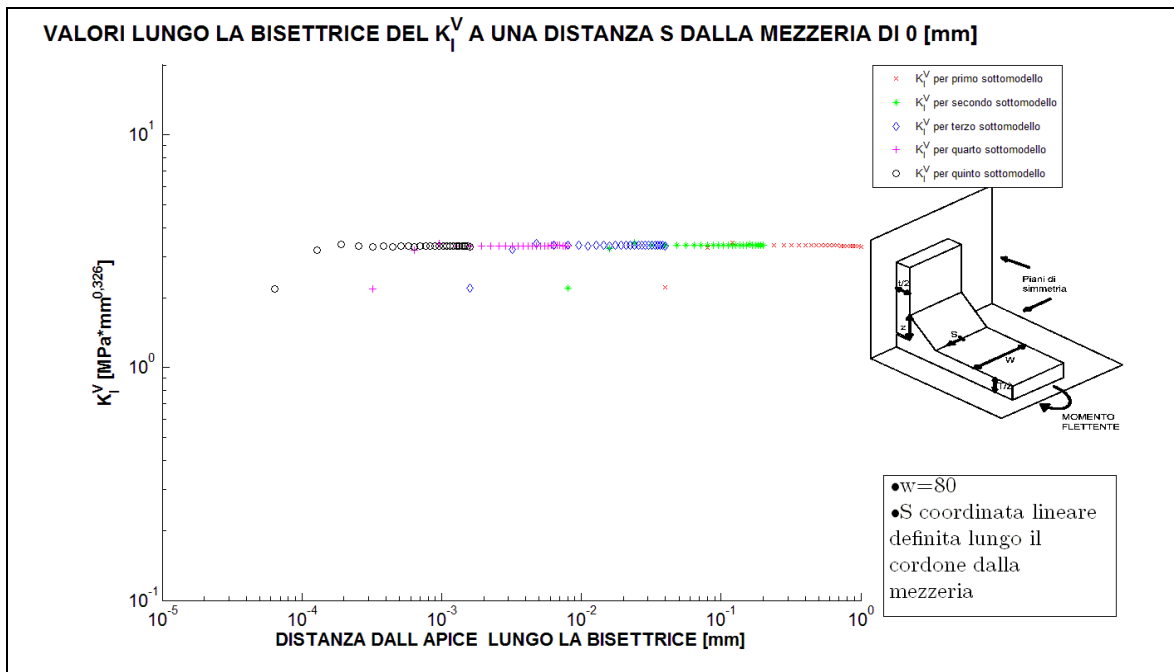 VALORI LUNGO LA BISETTRICE DEL K_I^V A UNA DISTANZA S DALLA MEZZERIA DI 0 [mm]
K_I^V per primo sottomodello
K_I^V per secondo sottomodello
K_I^V per terzo sottomodello
K_I^V per quarto sottomodello
K_I^V per quinto sottomodello
10^1
10^0
10^-1
K_I^V [MPa*mm^0,326]
10^-5
10^-4
10^-3
10^-2
10^-1
10^0
DISTANZA DALL APICE LUNGO LA BISETTRICE [mm]
t/2
z
S
W
T/2
Piani di
simmetria
MOMENTO
FLETTENTE
●w=80
●S coordinata lineare
definita lungo il
cordone dalla
mezzeria